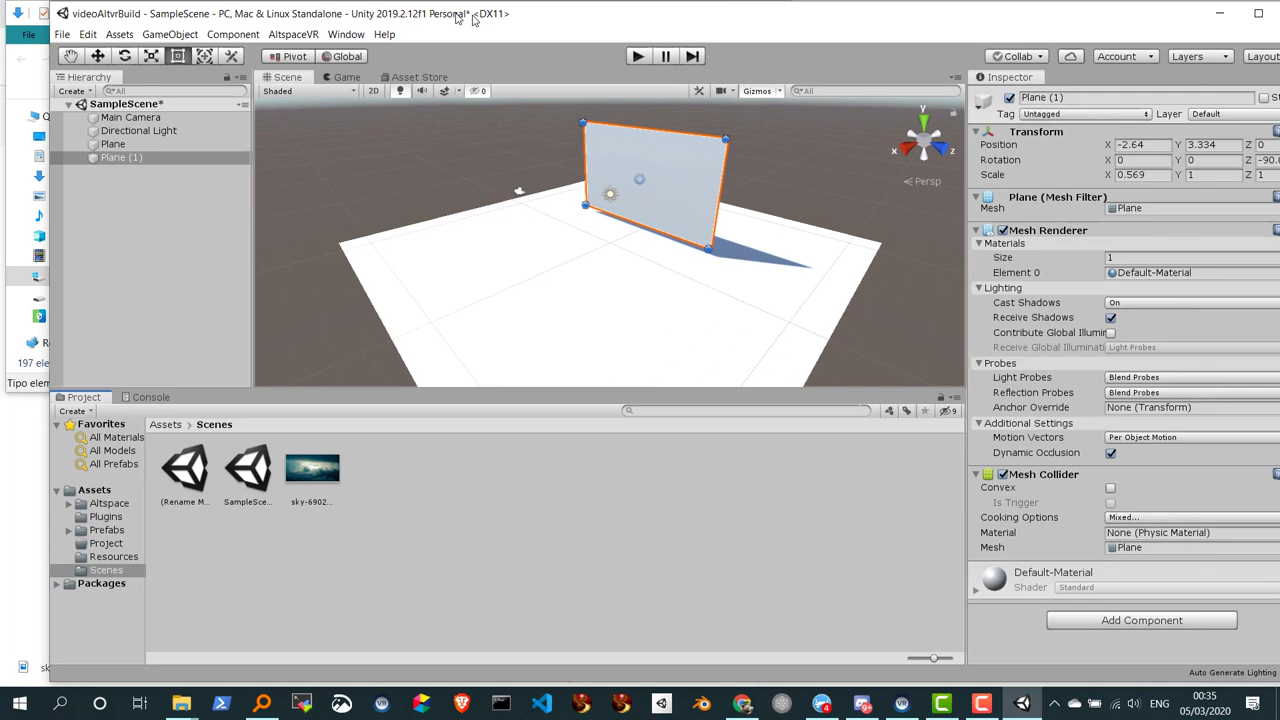 videoAltvrBuild - SampleScene - PC, Mac & Linux Standalone - Unity 2019.2.12f1 Personal* <DX11>
File Edit Assets GameObject Component AltspaceVR Window Help
Pivot Global Collab Account Layers Layou
Hierarchy
Create All
SampleScene*
Main Camera
Directional Light
Plane
Plane (1)
Scene Game Asset Store
Shaded 2D 0 Gizmos All
y
x z
Persp
Inspector
Plane (1) St
Tag Untagged Layer Default
Transform
Position X -2.64 Y 3.334 Z 0
Rotation X 0 Y 0 Z -90.
Scale X 0.569 Y 1 Z 1
Plane (Mesh Filter)
Mesh Plane
Mesh Renderer
Materials
Size 1
Element 0 Default-Material
Lighting
Cast Shadows On
Receive Shadows
Contribute Global Illumin
Receive Global Illuminati Light Probes
Probes
Light Probes Blend Probes
Reflection Probes Blend Probes
Anchor Override None (Transform)
Additional Settings
Motion Vectors Per Object Motion
Dynamic Occlusion
Mesh Collider
Convex
Is Trigger
Cooking Options Mixed...
Material None (Physic Material)
Mesh Plane
Default-Material
Shader Standard
Add Component
Auto Generate Lighting
Project Console
Create 9
Favorites
All Materials
All Models
All Prefabs
Assets
Altspace
Plugins
Prefabs
Project
Resources
Scenes
Packages
Assets > Scenes
(Rename M... SampleSce... sky-6902...
File
197 elem
Tipo elem
sk
00:35
05/03/2020